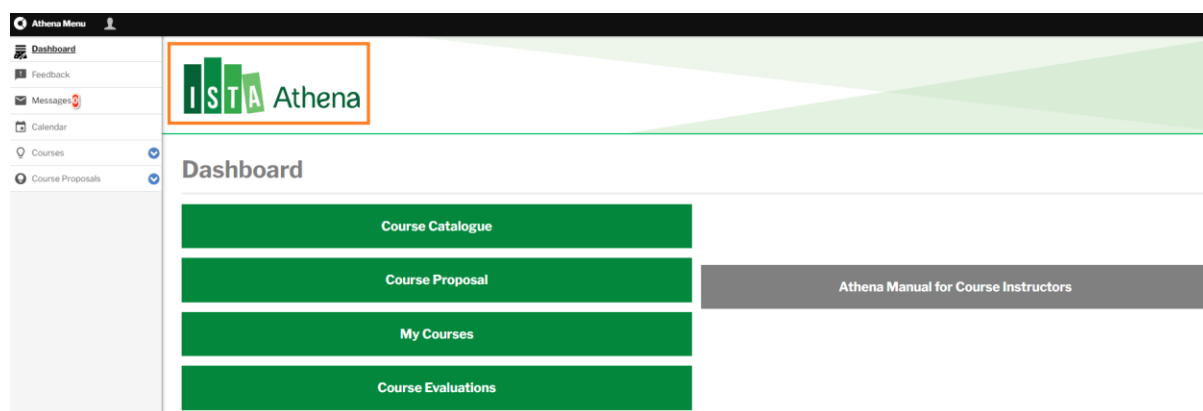 Athena Menu
Dashboard
Feedback
Messages 0
Calendar
Courses
Course Proposals
ISTA Athena
Dashboard
Course Catalogue
Course Proposal
My Courses
Course Evaluations
Athena Manual for Course Instructors